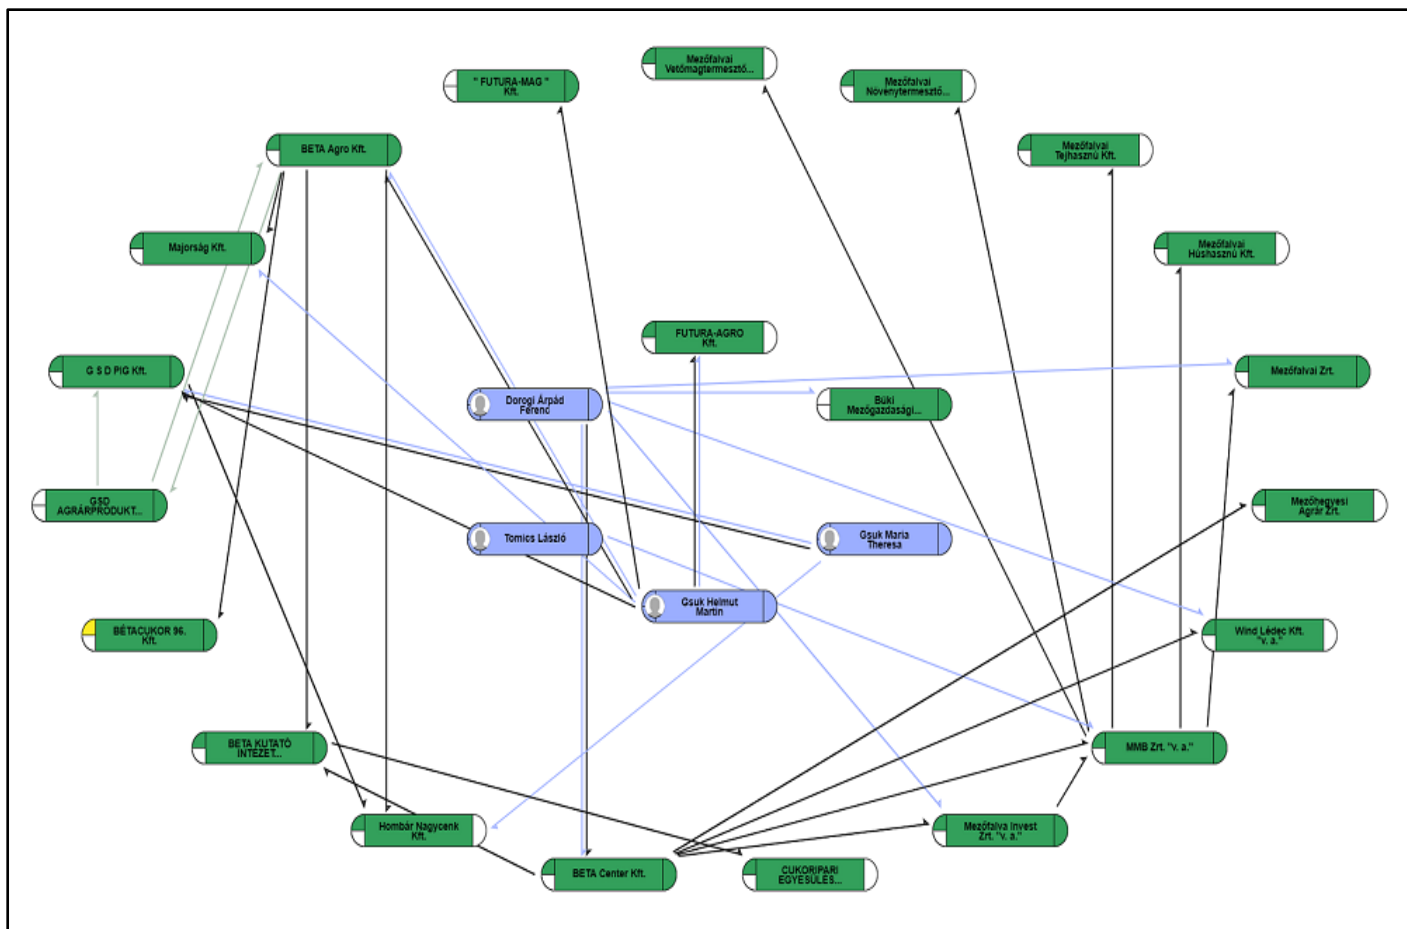 Mezőfalvai
Vetőmagtermesztő...
" FUTURA-MAG "
Kft.
Mezőfalvai
Növénytermesztő...
BETA Agro Kft.
Mezőfalvai
Tejhasznú Kft.
Majorság Kft.
Mezőfalvai
Húshasznú Kft.
FUTURA-AGRO
Kft.
G S D PIG Kft.
Mezőfalvai Zrt.
Dorogi Árpád
Ferenc
Büki
Mezőgazdasági...
GSD
AGRÁRPRODUKT...
Mezőhegyesi
Agrár Zrt.
Tomics László
Gsuk Maria
Theresa
Gsuk Helmut
Martin
BÉTACUKOR 96.
Kft.
Wind Lédec Kft.
"v. a."
BETA KUTATÓ
INTÉZET...
MMB Zrt. "v. a."
Hombár Nagycenk
Kft.
Mezőfalva Invest
Zrt. "v. a."
BETA Center Kft.
CUKORIPARI
EGYESÜLÉS...